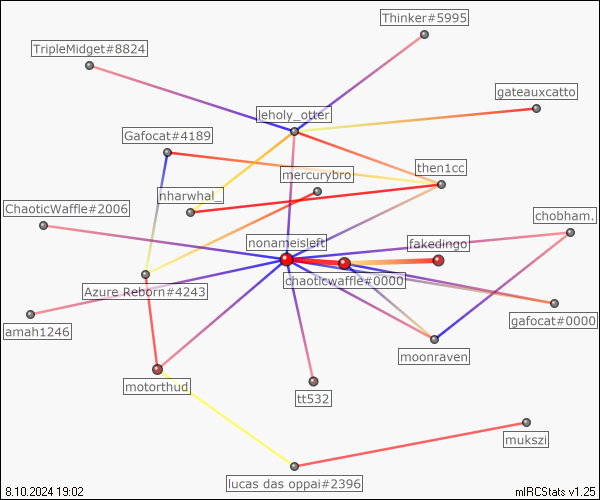 Thinker#5995
TripleMidget#8824
gateauxcatto
leholy_otter
Gafocat#4189
then1cc
mercurybro
nharwhal_
ChaoticWaffle#2006
chobham.
nonameisleft
fakedingo
chaoticwaffle#0000
Azure Reborn#4243
gafocat#0000
amah1246
moonraven
motorthud
tt532
mukszi
lucas das oppai#2396
8.10.2024 19:02
mIRCStats v1.25